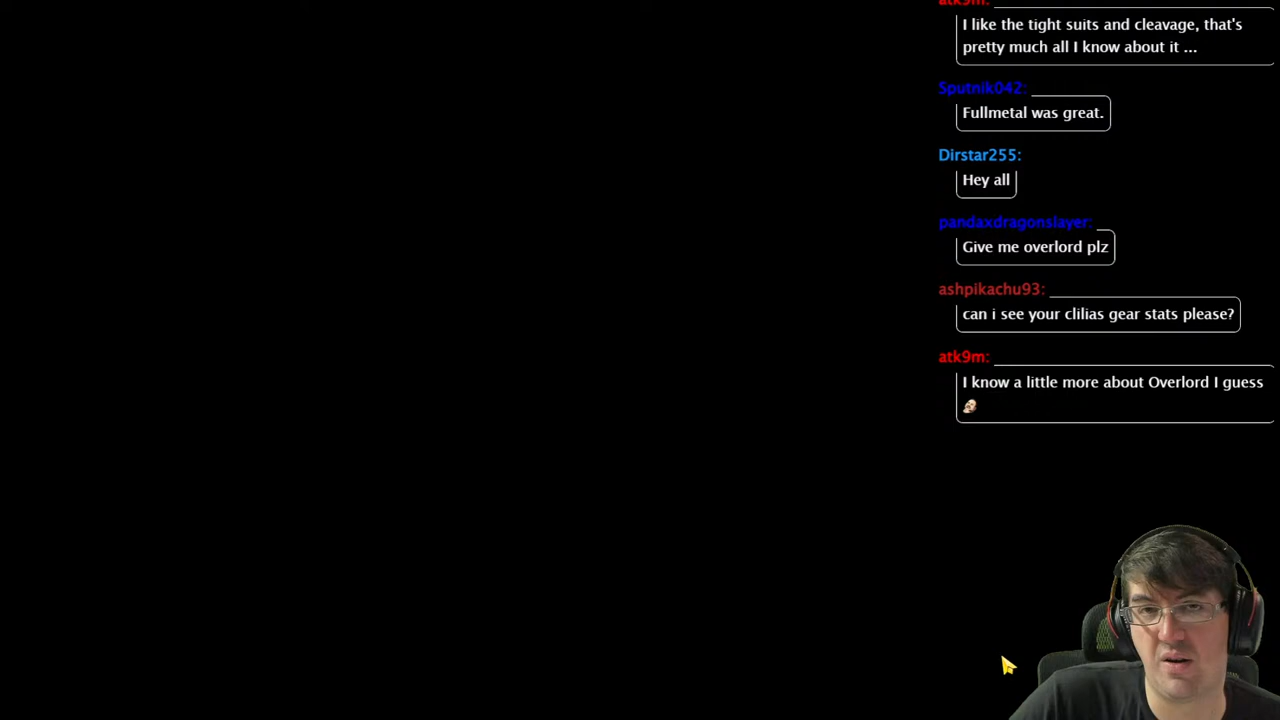 atk9m:
I like the tight suits and cleavage, that's
pretty much all I know about it ...
Sputnik042:
Fullmetal was great.
Dirstar255:
Hey all
pandaxdragonslayer:
Give me overlord plz
ashpikachu93:
can i see your clilias gear stats please?
atk9m:
I know a little more about Overlord I guess